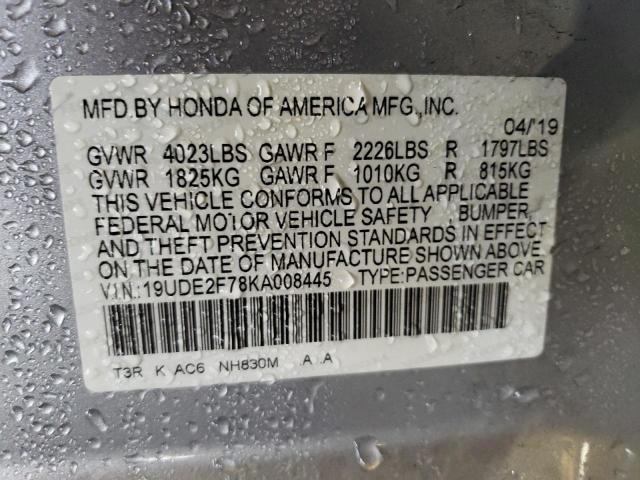 MFD.BY HONDA OF AMERICA MFG.,INC.
04/'19
GVWR 4023LBS GAWR F 2226LBS R 1797LBS
GVWR 1825KG GAWR F 1010KG R 815KG
THIS VEHICLE CONFORMS TO ALL APPLICABLE
FEDERAL MOTOR VEHICLE SAFETY BUMPER,
AND THEFT PREVENTION STANDARDS IN EFFECT
ON THE DATE OF MANUFACTURE SHOWN ABOVE
V.I.N.:19UDE2F78KA008445 TYPE:PASSENGER CAR
T3R K AC6 NH830M A A